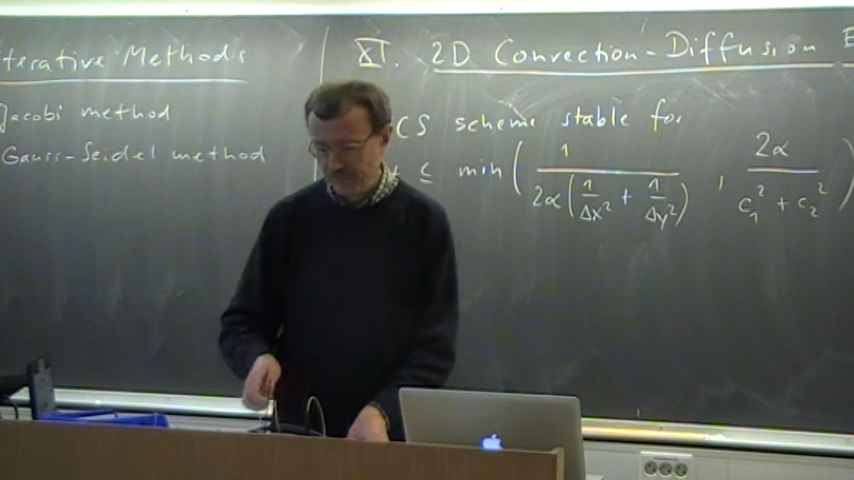 terative Methods
Jacobi method
Gauss-Seidel method
XI. 2D Convection-Diffusion E
CS scheme stable for
≤ min ( 1 / 2α ( 1/Δx² + 1/Δy² ) , 2α / c₁² + c₂² )